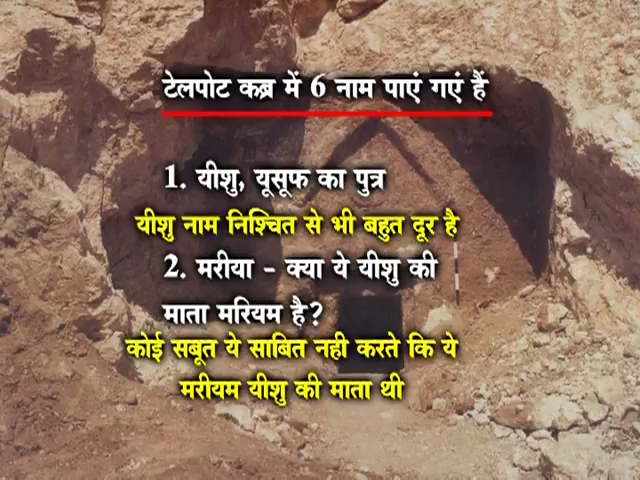 टेलपोट कब्र में 6 नाम पाएं गएं हैं
1. यीशु, यूसूफ का पुत्र
यीशु नाम निश्चित से भी बहुत दूर है
2. मरीया - क्या ये यीशु की
माता मरियम है?
कोई सबूत ये साबित नही करते कि ये
मरीयम यीशु की माता थी